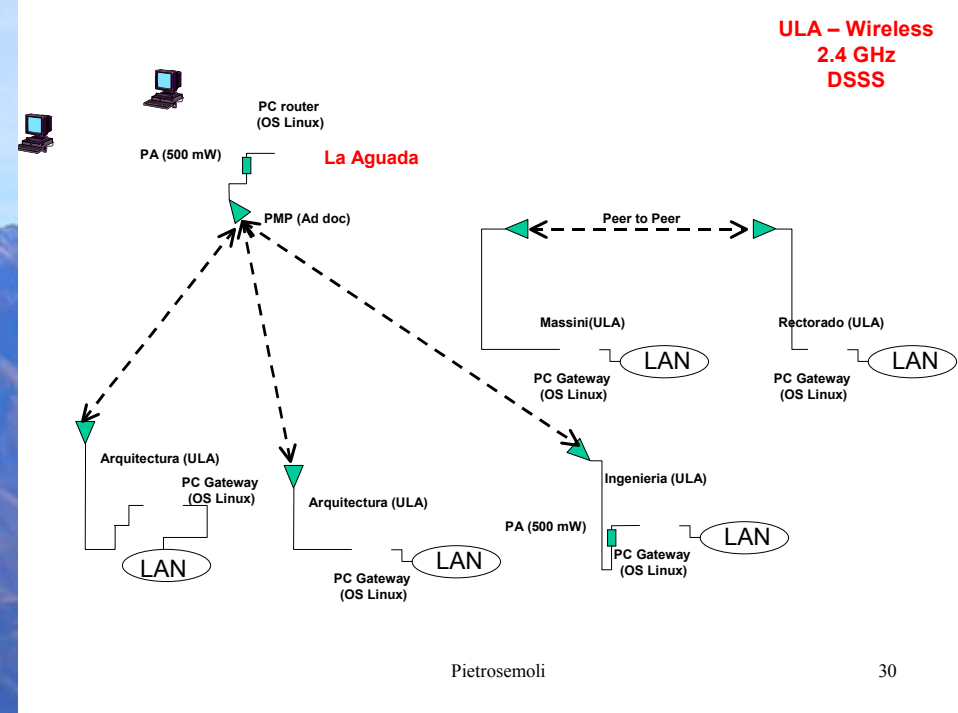 ULA – Wireless
2.4 GHz
DSSS
PC router
(OS Linux)
PA (500 mW)
La Aguada
PMP (Ad doc)
Peer to Peer
Massini(ULA)
Rectorado (ULA)
LAN
LAN
PC Gateway
(OS Linux)
PC Gateway
(OS Linux)
Arquitectura (ULA)
PC Gateway
(OS Linux)
LAN
Arquitectura (ULA)
LAN
PC Gateway
(OS Linux)
Ingenieria (ULA)
PA (500 mW)
LAN
PC Gateway
(OS Linux)
Pietrosemoli
30